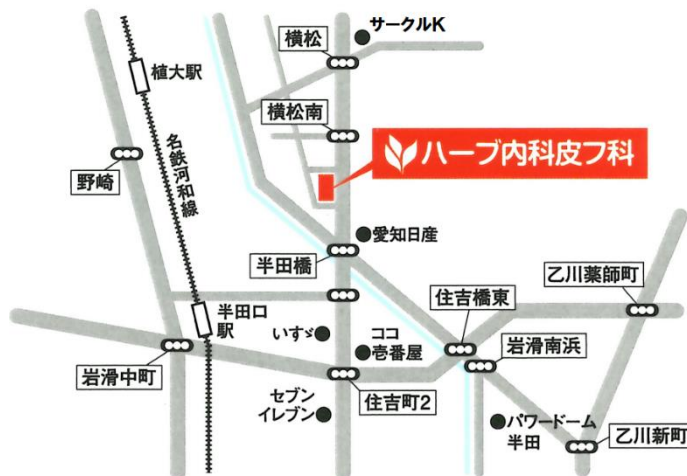 サークルK
横松
植大駅
横松南
ハーブ内科皮フ科
野崎
名鉄河和線
愛知日産
半田橋
乙川薬師町
住吉橋東
半田口
駅
いすゞ
ココ
壱番屋
岩滑南浜
岩滑中町
住吉町2
セブン
イレブン
パワードーム
半田
乙川新町